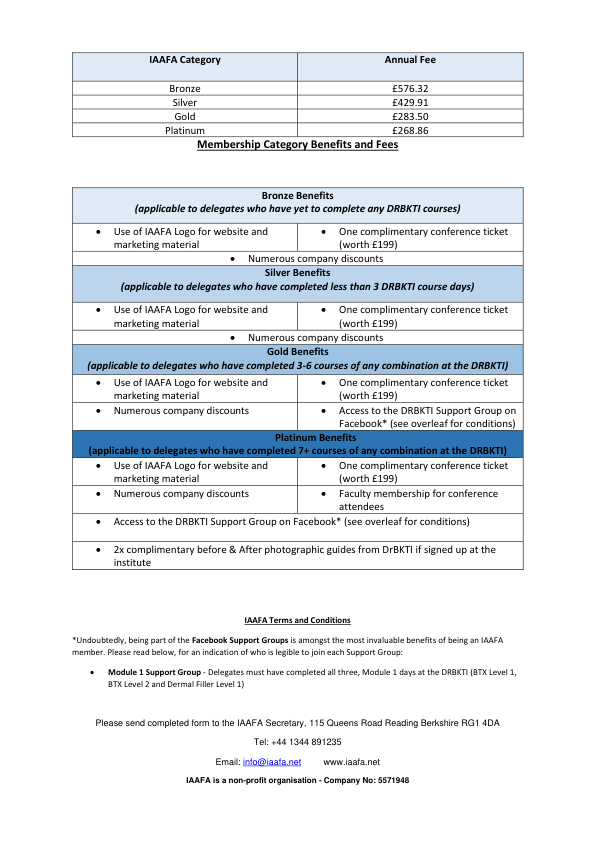 IAAFA Category Annual Fee
Bronze £576.32
Silver £429.91
Gold £283.50
Platinum £268.86
Membership Category Benefits and Fees
Bronze Benefits
(applicable to delegates who have yet to complete any DRBKTI courses)
• Use of IAAFA Logo for website and
marketing material
• One complimentary conference ticket
(worth £199)
• Numerous company discounts
Silver Benefits
(applicable to delegates who have completed less than 3 DRBKTI course days)
• Use of IAAFA Logo for website and
marketing material
• One complimentary conference ticket
(worth £199)
• Numerous company discounts
Gold Benefits
(applicable to delegates who have completed 3-6 courses of any combination at the DRBKTI)
• Use of IAAFA Logo for website and
marketing material
• One complimentary conference ticket
(worth £199)
• Numerous company discounts
• Access to the DRBKTI Support Group on
Facebook* (see overleaf for conditions)
Platinum Benefits
(applicable to delegates who have completed 7+ courses of any combination at the DRBKTI)
• Use of IAAFA Logo for website and
marketing material
• One complimentary conference ticket
(worth £199)
• Numerous company discounts
• Faculty membership for conference
attendees
• Access to the DRBKTI Support Group on Facebook* (see overleaf for conditions)
• 2x complimentary before & After photographic guides from DrBKTI if signed up at the
institute
IAAFA Terms and Conditions
*Undoubtedly, being part of the Facebook Support Groups is amongst the most invaluable benefits of being an IAAFA
member. Please read below, for an indication of who is legible to join each Support Group:
• Module 1 Support Group - Delegates must have completed all three, Module 1 days at the DRBKTI (BTX Level 1,
BTX Level 2 and Dermal Filler Level 1)
Please send completed form to the IAAFA Secretary, 115 Queens Road Reading Berkshire RG1 4DA
Tel: +44 1344 891235
Email: info@iaafa.net www.iaafa.net
IAAFA is a non-profit organisation - Company No: 5571948